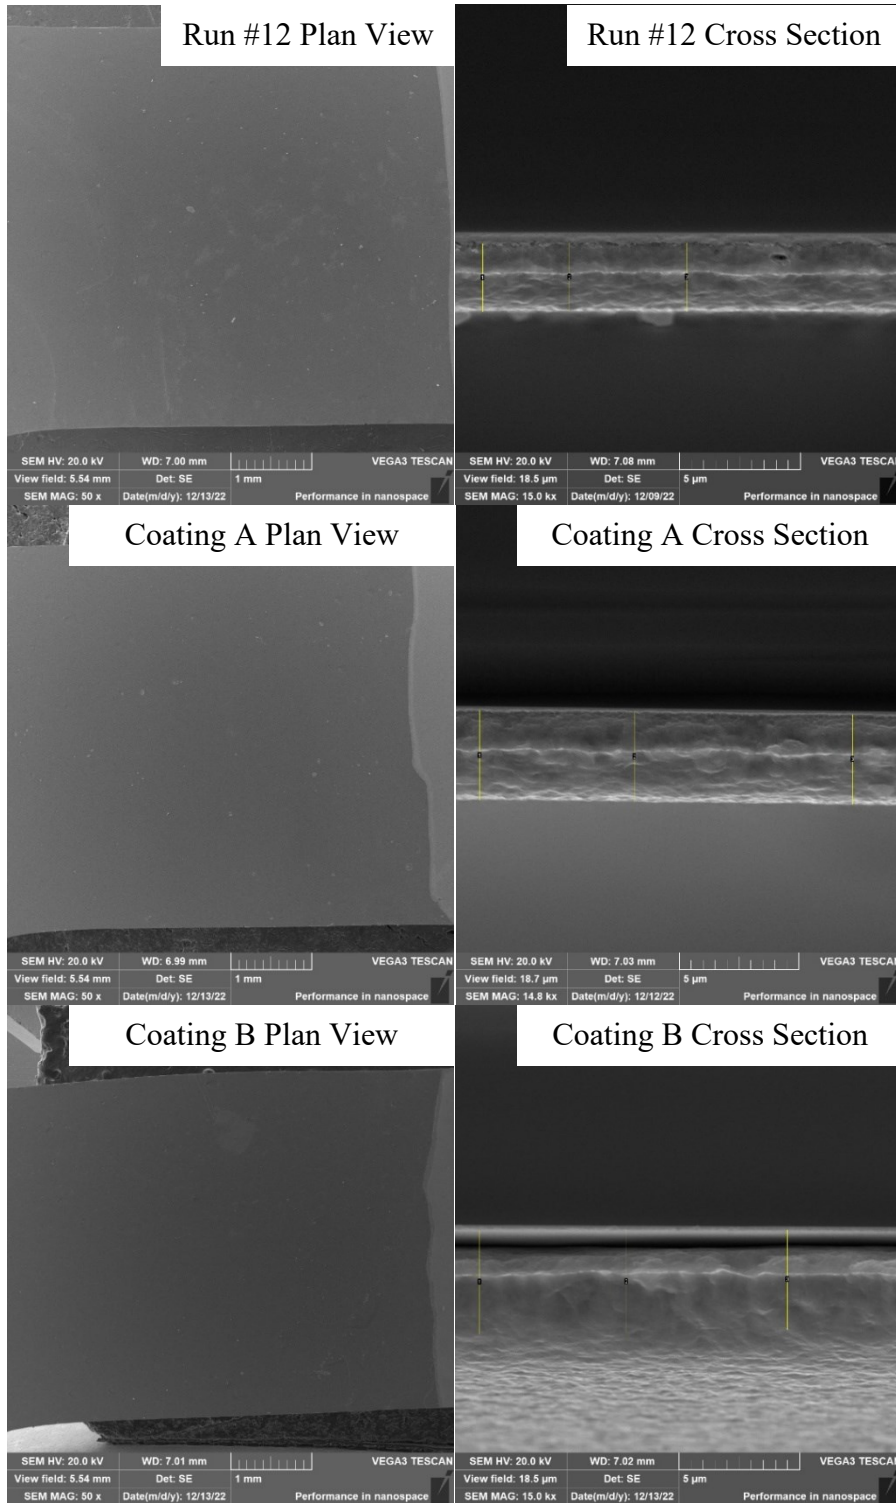 Run #12 Plan View
SEM HV: 20.0 kV WD: 7.00 mm VEGA3 TESCAN
View field: 5.54 mm Det: SE 1 mm
SEM MAG: 50 x Date(m/d/y): 12/13/22 Performance in nanospace
Run #12 Cross Section
SEM HV: 20.0 kV WD: 7.08 mm VEGA3 TESCAN
View field: 18.5 µm Det: SE 5 µm
SEM MAG: 15.0 kx Date(m/d/y): 12/09/22 Performance in nanospace
Coating A Plan View
SEM HV: 20.0 kV WD: 6.99 mm VEGA3 TESCAN
View field: 5.54 mm Det: SE 1 mm
SEM MAG: 50 x Date(m/d/y): 12/13/22 Performance in nanospace
Coating A Cross Section
SEM HV: 20.0 kV WD: 7.03 mm VEGA3 TESCAN
View field: 18.7 µm Det: SE 5 µm
SEM MAG: 14.8 kx Date(m/d/y): 12/12/22 Performance in nanospace
Coating B Plan View
SEM HV: 20.0 kV WD: 7.01 mm VEGA3 TESCAN
View field: 5.54 mm Det: SE 1 mm
SEM MAG: 50 x Date(m/d/y): 12/13/22 Performance in nanospace
Coating B Cross Section
SEM HV: 20.0 kV WD: 7.02 mm VEGA3 TESCAN
View field: 18.5 µm Det: SE 5 µm
SEM MAG: 15.0 kx Date(m/d/y): 12/13/22 Performance in nanospace